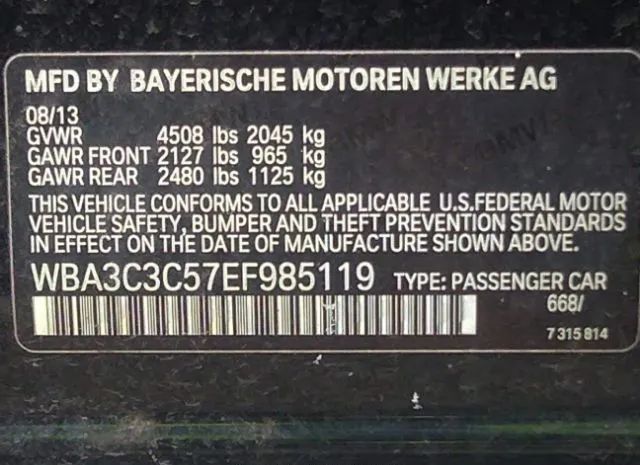 MFD BY BAYERISCHE MOTOREN WERKE AG
08/13
GVWR 4508 lbs 2045 kg
GAWR FRONT 2127 lbs 965 kg
GAWR REAR 2480 lbs 1125 kg
THIS VEHICLE CONFORMS TO ALL APPLICABLE U.S.FEDERAL MOTOR
VEHICLE SAFETY, BUMPER AND THEFT PREVENTION STANDARDS
IN EFFECT ON THE DATE OF MANUFACTURE SHOWN ABOVE.
WBA3C3C57EF985119 TYPE: PASSENGER CAR
668/
7 315 814